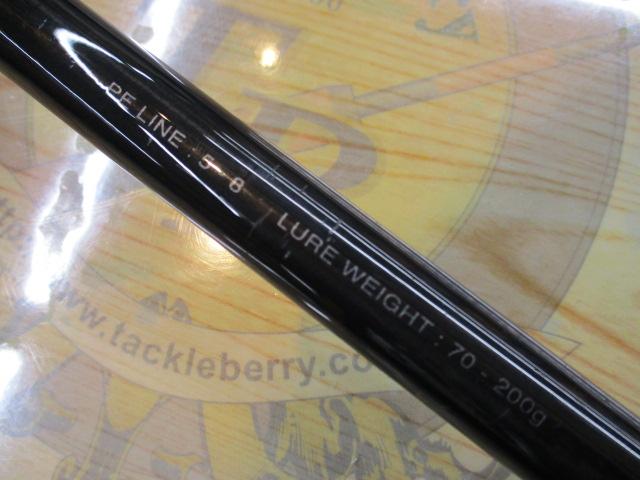 PE LINE : 5 - 8 LURE WEIGHT : 70 - 200g
www.tackleberry.co